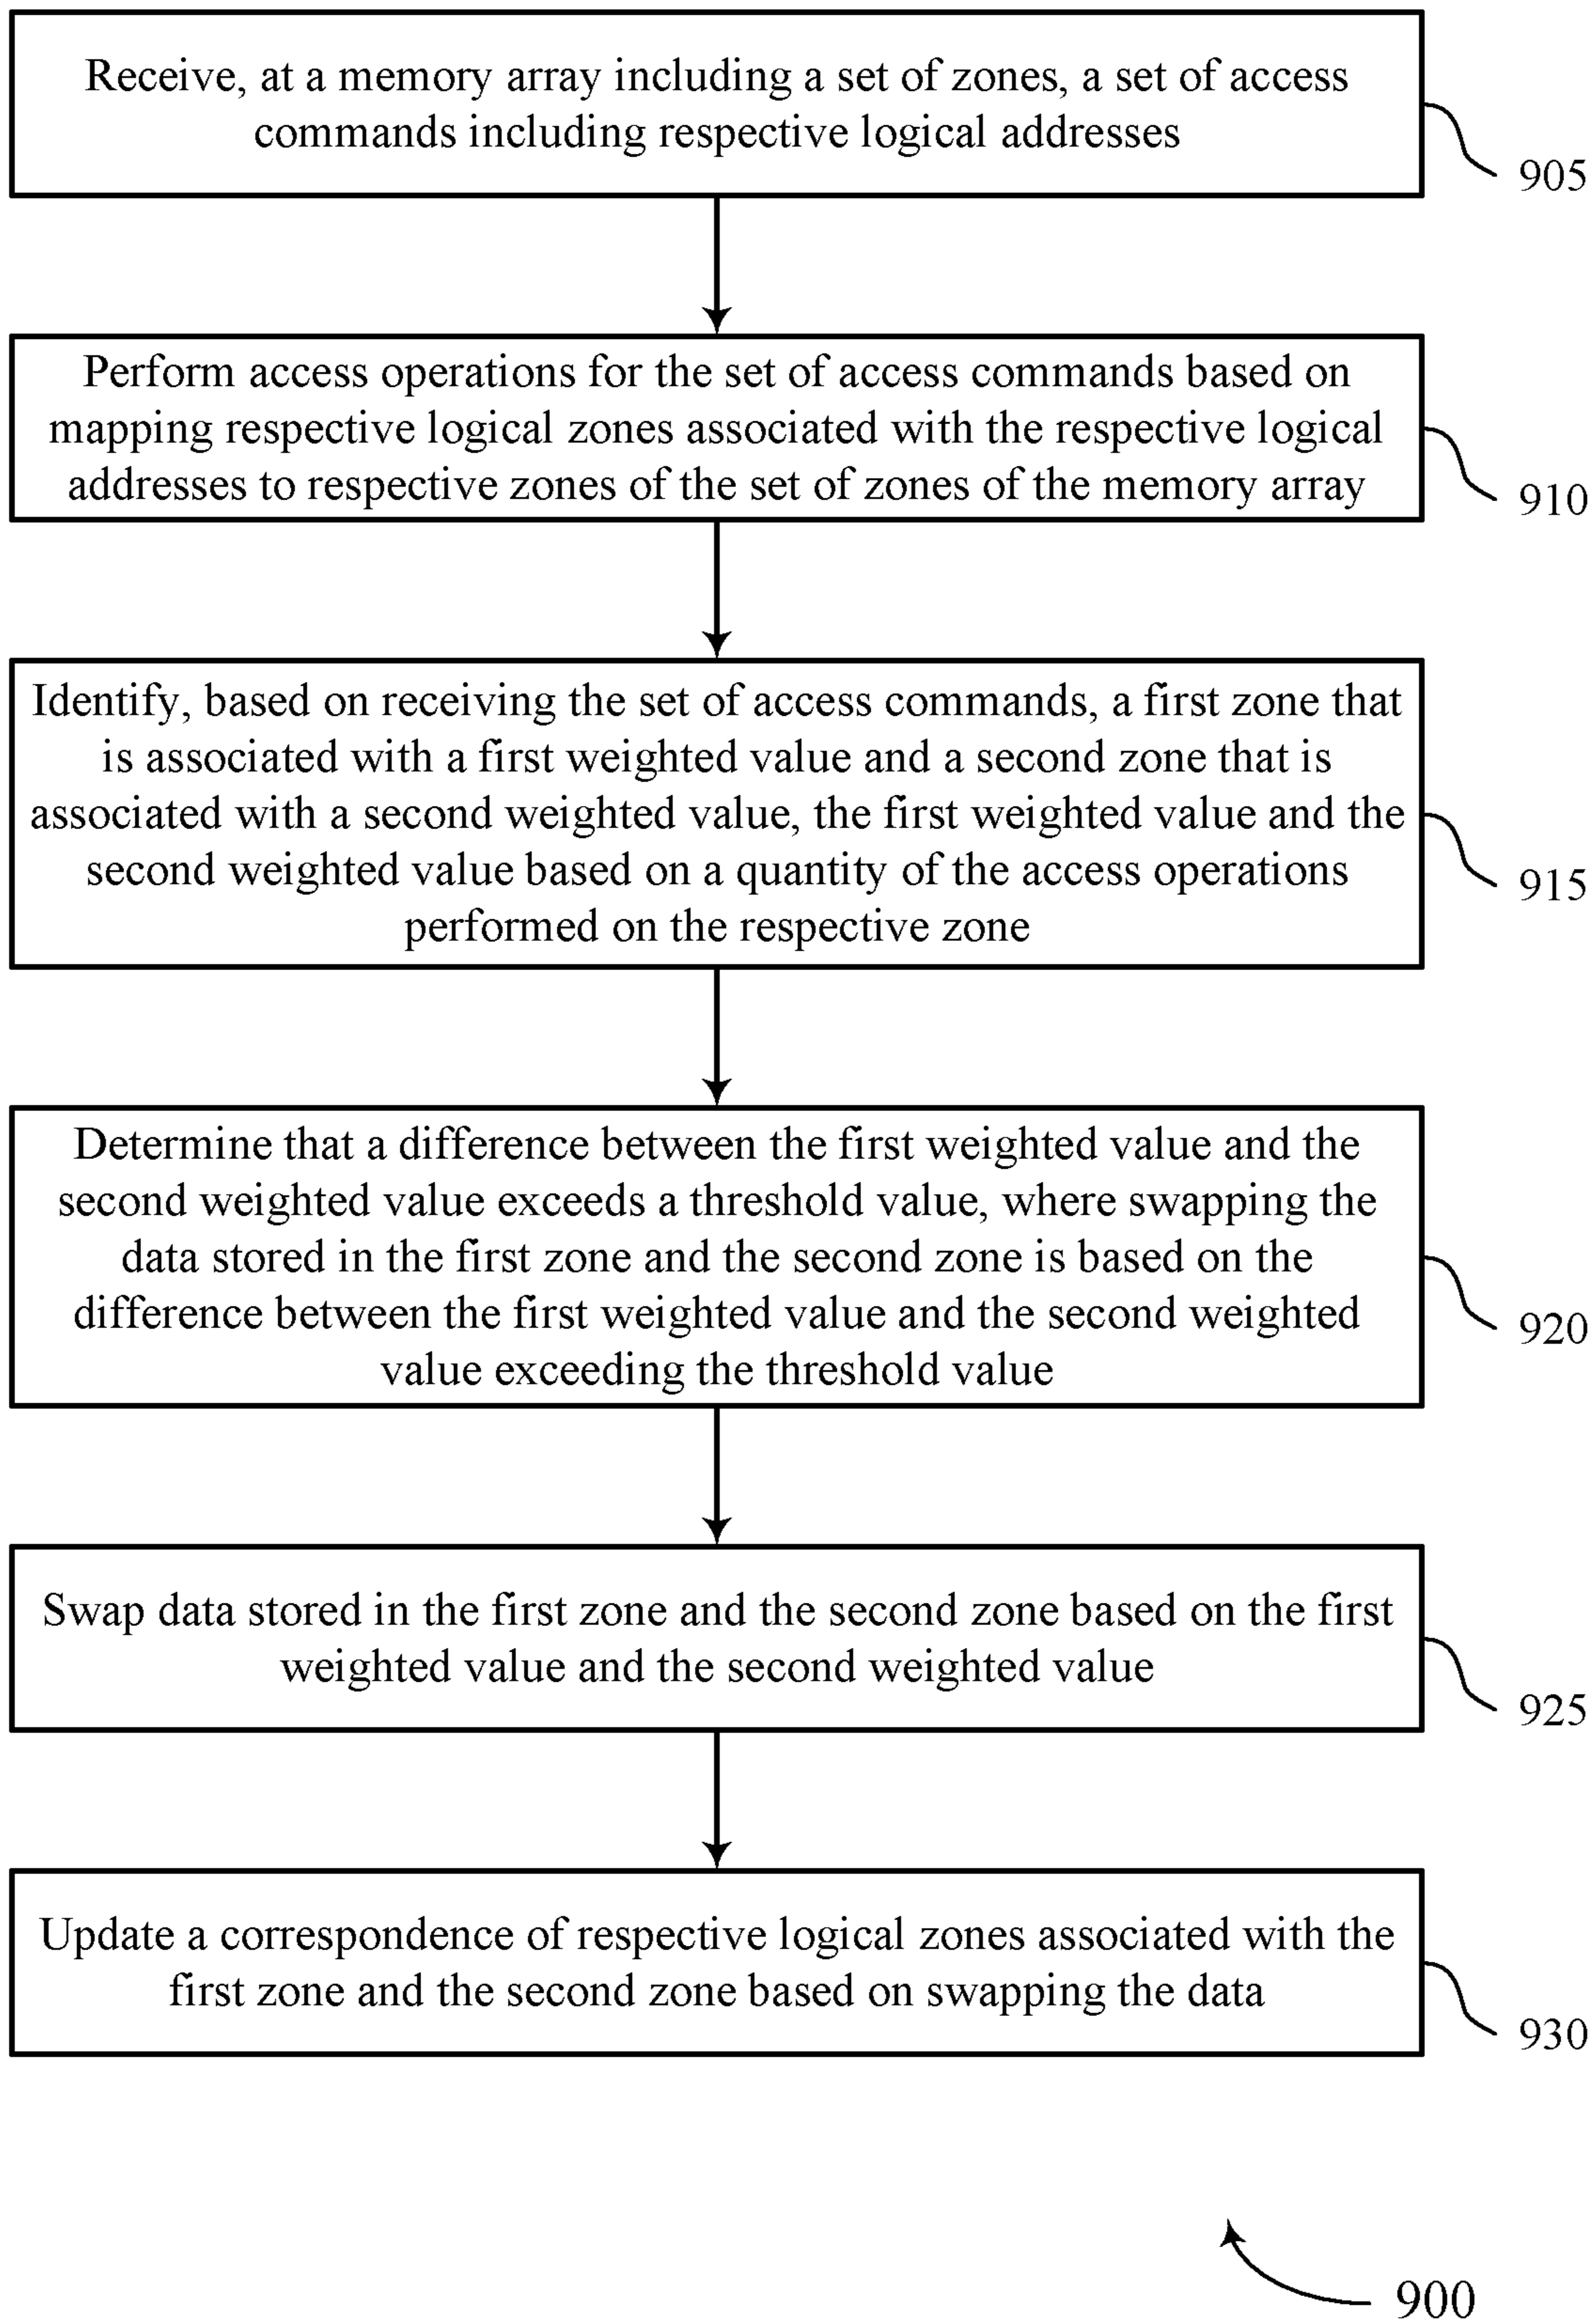 Receive, at a memory array including a set of zones, a set of access
commands including respective logical addresses
905
Perform access operations for the set of access commands based on
mapping respective logical zones associated with the respective logical
addresses to respective zones of the set of zones of the memory array
910
Identify, based on receiving the set of access commands, a first zone that
is associated with a first weighted value and a second zone that is
associated with a second weighted value, the first weighted value and the
second weighted value based on a quantity of the access operations
performed on the respective zone
915
Determine that a difference between the first weighted value and the
second weighted value exceeds a threshold value, where swapping the
data stored in the first zone and the second zone is based on the
difference between the first weighted value and the second weighted
value exceeding the threshold value
920
Swap data stored in the first zone and the second zone based on the first
weighted value and the second weighted value
925
Update a correspondence of respective logical zones associated with the
first zone and the second zone based on swapping the data
930
900